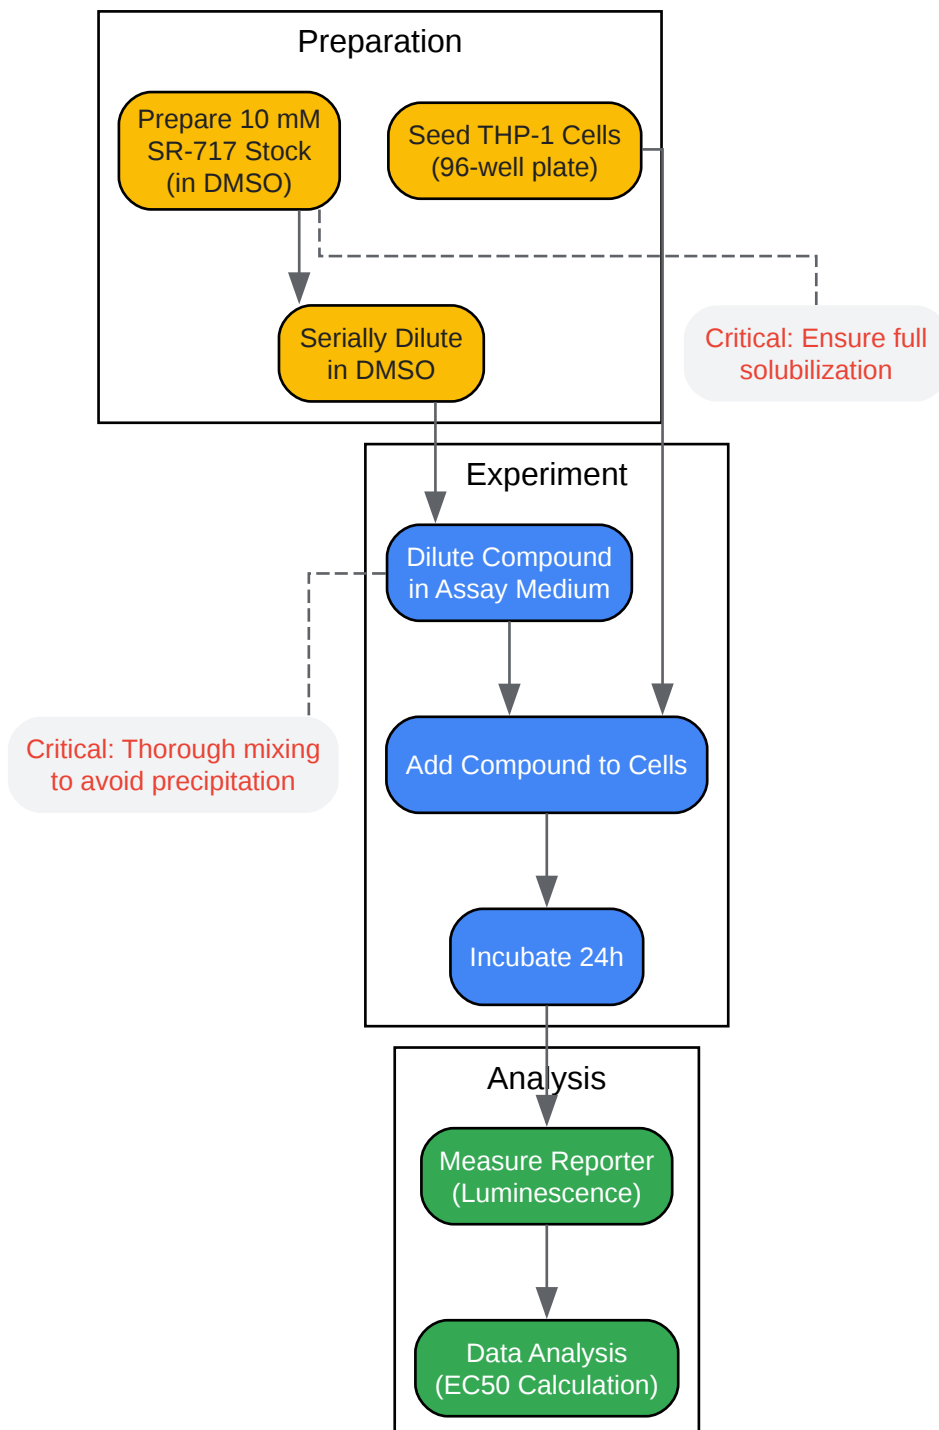 Preparation
Prepare 10 mM
SR-717 Stock
(in DMSO)
Seed THP-1 Cells
(96-well plate)
Serially Dilute
in DMSO
Critical: Ensure full
solubilization
Experiment
Dilute Compound
in Assay Medium
Critical: Thorough mixing
to avoid precipitation
Add Compound to Cells
Incubate 24h
Analysis
Measure Reporter
(Luminescence)
Data Analysis
(EC50 Calculation)